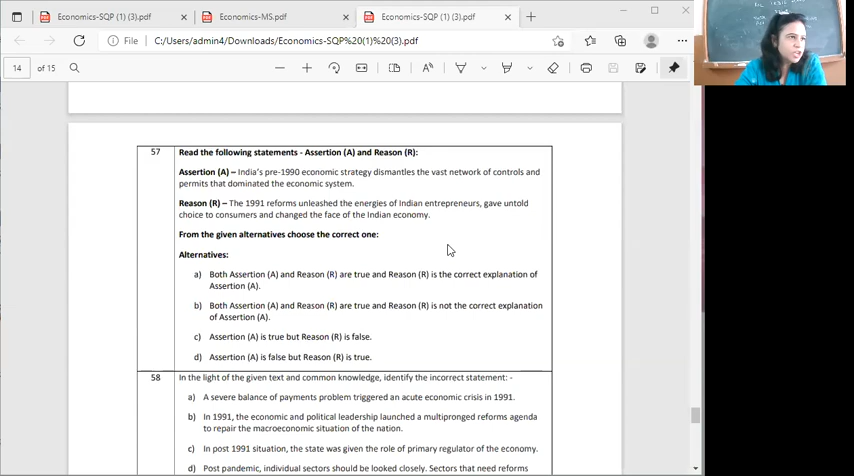 Economics-SQP (1) (3).pdf
Economics-MS.pdf
Economics-SQP (1) (3).pdf
File
C:/Users/admin4/Downloads/Economics-SQP%20(1)%20(3).pdf
14 of 15
57
Read the following statements - Assertion (A) and Reason (R):
Assertion (A) – India's pre-1990 economic strategy dismantles the vast network of controls and
permits that dominated the economic system.
Reason (R) – The 1991 reforms unleashed the energies of Indian entrepreneurs, gave untold
choice to consumers and changed the face of the Indian economy.
From the given alternatives choose the correct one:
Alternatives:
a) Both Assertion (A) and Reason (R) are true and Reason (R) is the correct explanation of
Assertion (A).
b) Both Assertion (A) and Reason (R) are true and Reason (R) is not the correct explanation
of Assertion (A).
c) Assertion (A) is true but Reason (R) is false.
d) Assertion (A) is false but Reason (R) is true.
58
In the light of the given text and common knowledge, identify the incorrect statement: -
a) A severe balance of payments problem triggered an acute economic crisis in 1991.
b) In 1991, the economic and political leadership launched a multipronged reforms agenda
to repair the macroeconomic situation of the nation.
c) In post 1991 situation, the state was given the role of primary regulator of the economy.
d) Post pandemic, individual sectors should be looked closely. Sectors that need reforms